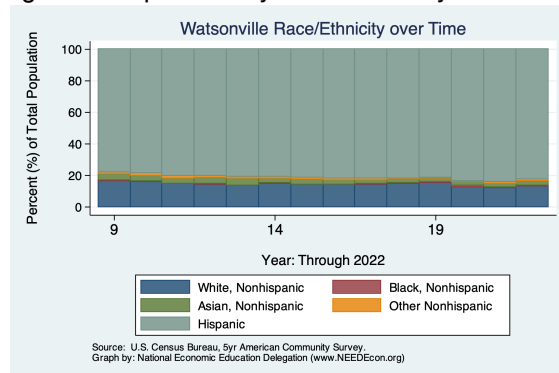 Watsonville Race/Ethnicity over Time
Percent (%) of Total Population
100
80
60
40
20
0
9 14 19
Year: Through 2022
White, Nonhispanic Black, Nonhispanic
Asian, Nonhispanic Other Nonhispanic
Hispanic
Source: U.S. Census Bureau, 5yr American Community Survey.
Graph by: National Economic Education Delegation (www.NEEDEcon.org)